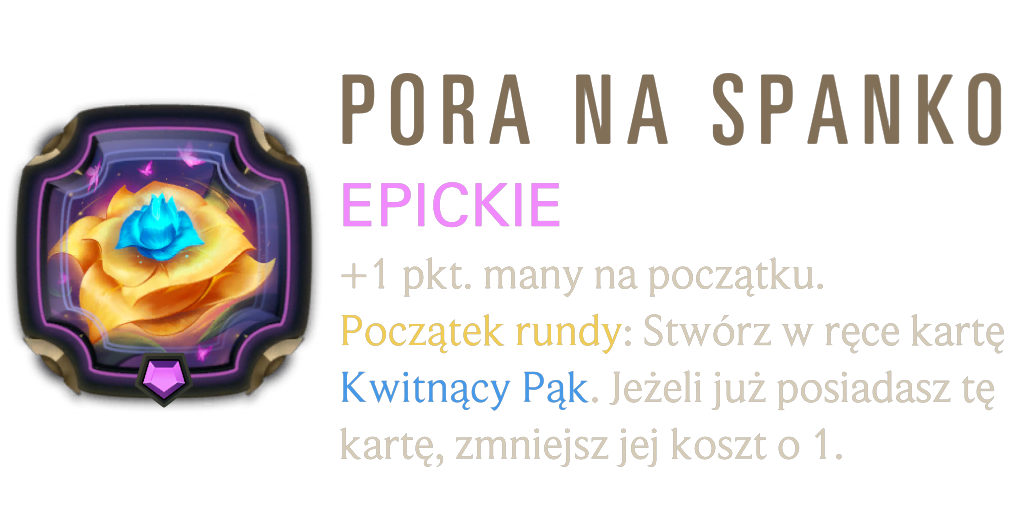 PORA NA SPANKO
EPICKIE
+1 pkt. many na początku.
Początek rundy: Stwórz w ręce kartę
Kwitnący Pąk. Jeżeli już posiadasz tę
kartę, zmniejsz jej koszt o 1.